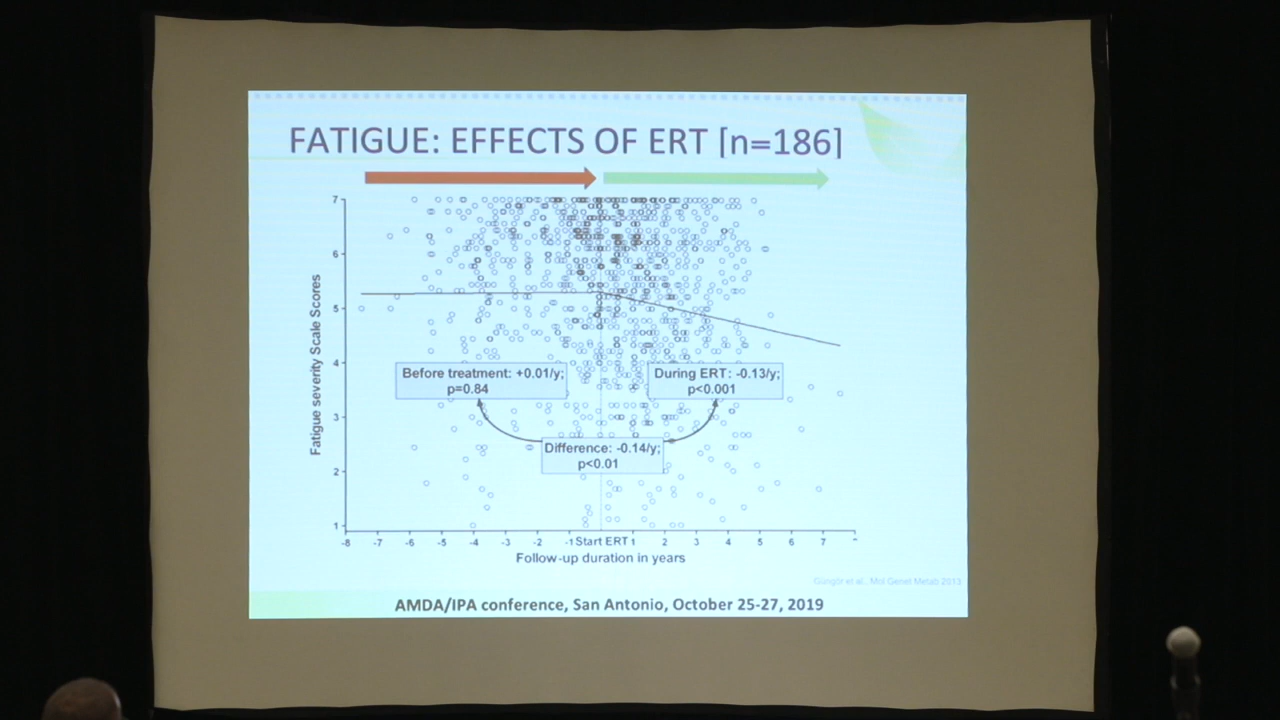 FATIGUE: EFFECTS OF ERT [n=186]
7
6
5
4
3
2
1
Fatigue severity Scale Scores
Before treatment: +0.01/y;
p=0.84
During ERT: -0.13/y;
p<0.001
Difference: -0.14/y;
p<0.01
-8 -7 -6 -5 -4 -3 -2 -1 Start ERT 1 2 3 4 5 6 7
Follow-up duration in years
Güngör et al., Mol Genet Metab 2013
AMDA/IPA conference, San Antonio, October 25-27, 2019